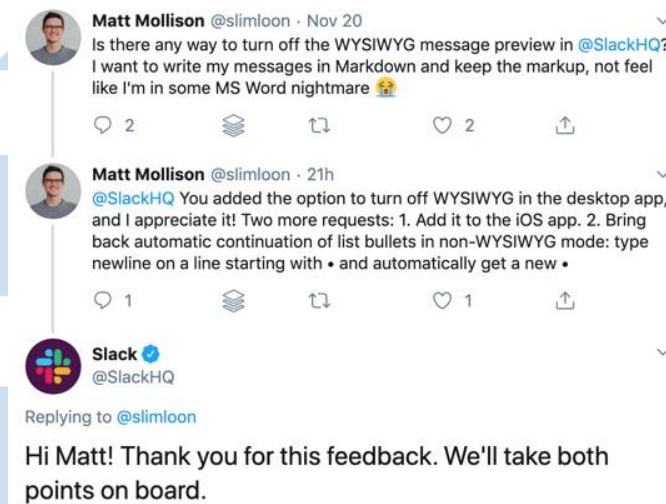 Matt Mollison @slimloon · Nov 20
Is there any way to turn off the WYSIWYG message preview in @SlackHQ?
I want to write my messages in Markdown and keep the markup, not feel
like I'm in some MS Word nightmare 😭
2 2
Matt Mollison @slimloon · 21h
@SlackHQ You added the option to turn off WYSIWYG in the desktop app,
and I appreciate it! Two more requests: 1. Add it to the iOS app. 2. Bring
back automatic continuation of list bullets in non-WYSIWYG mode: type
newline on a line starting with • and automatically get a new •
1 1
Slack
@SlackHQ
Replying to @slimloon
Hi Matt! Thank you for this feedback. We'll take both
points on board.